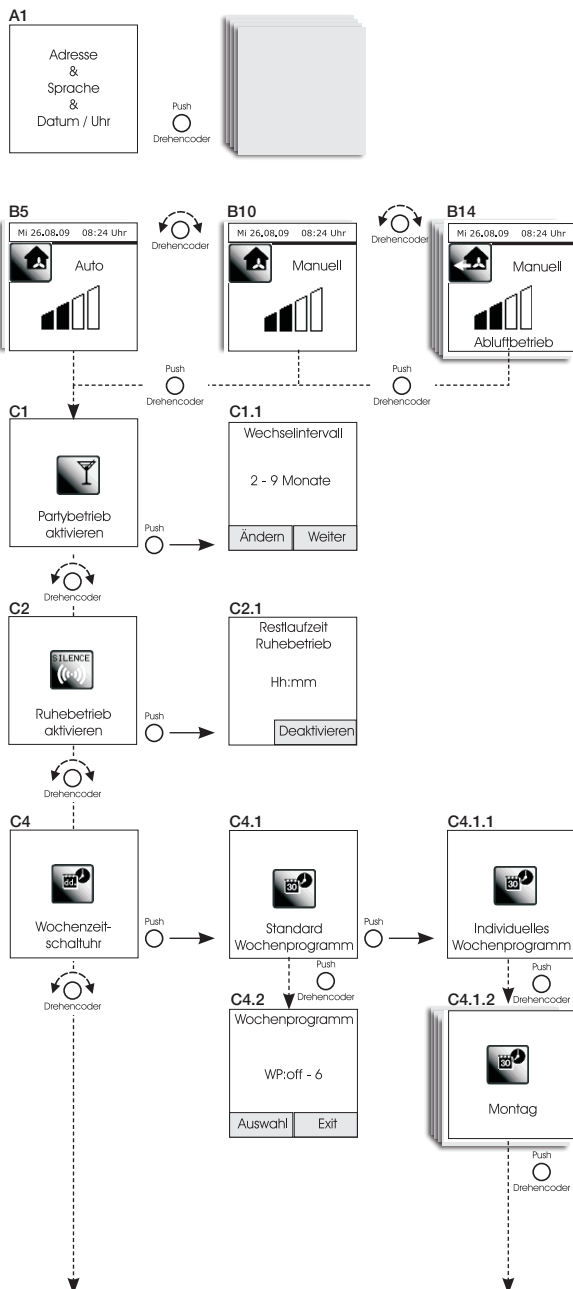 A1
Adresse
&
Sprache
&
Datum / Uhr
Push
Drehencoder
B5
Mi 26.08.09 08:24 Uhr
Auto
Drehencoder
B10
Mi 26.08.09 08:24 Uhr
Manuell
Drehencoder
B14
Mi 26.08.09 08:24 Uhr
Manuell
Abluftbetrieb
Push
Drehencoder
Push
Drehencoder
C1
Partybetrieb
aktivieren
Push
C1.1
Wechselintervall
2 - 9 Monate
Ändern Weiter
Drehencoder
C2
SILENCE
Ruhebetrieb
aktivieren
Push
C2.1
Restlaufzeit
Ruhebetrieb
Hh:mm
Deaktivieren
Drehencoder
C4
dd.
Wochenzeit-
schaltuhr
Push
C4.1
30
Standard
Wochenprogramm
Push
C4.1.1
30
Individuelles
Wochenprogramm
Drehencoder
Push
Drehencoder
Push
Drehencoder
C4.2
Wochenprogramm
WP:off - 6
Auswahl Exit
C4.1.2
30
Montag
Push
Drehencoder